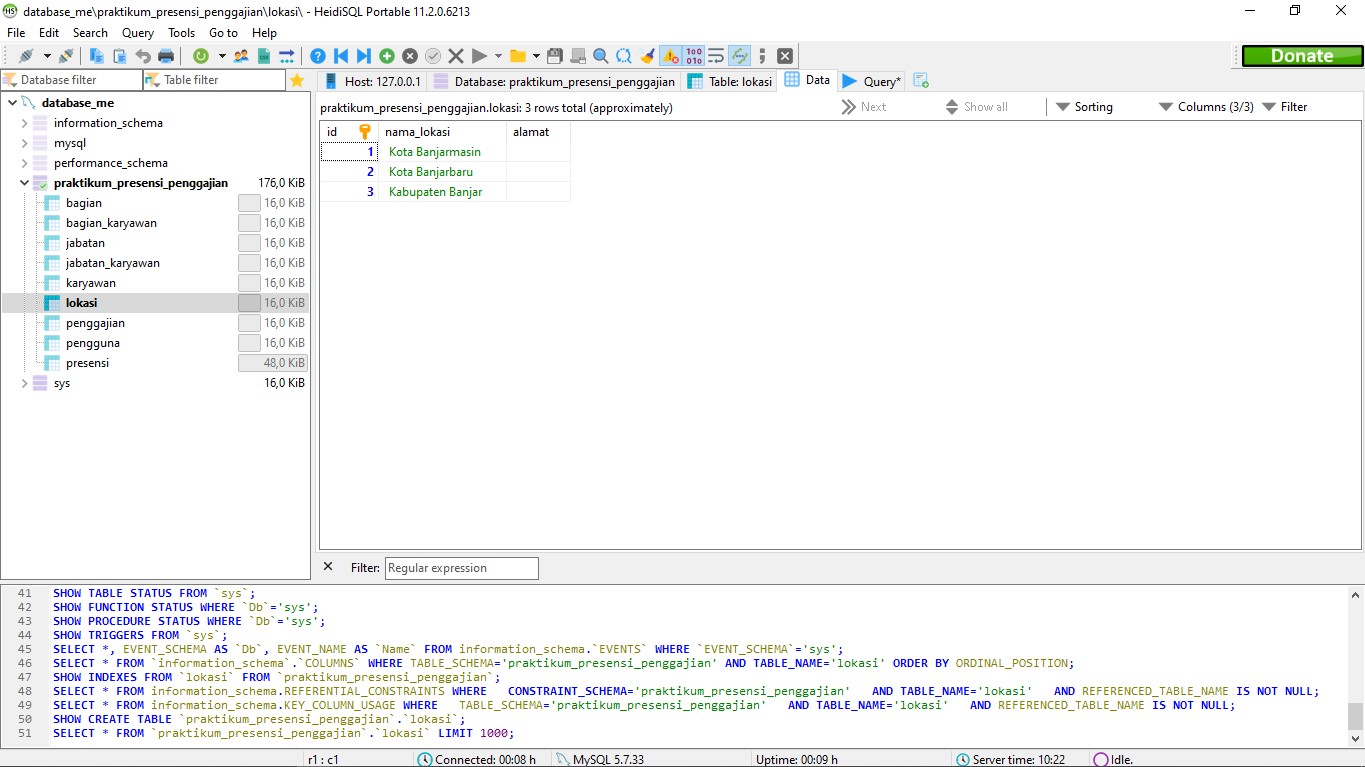 database_me\praktikum_presensi_penggajian\lokasi\ - HeidiSQL Portable 11.2.0.6213
File Edit Search Query Tools Go to Help
Donate
Database filter Table filter
Host: 127.0.0.1 Database: praktikum_presensi_penggajian Table: lokasi Data Query*
database_me
information_schema
mysql
performance_schema
praktikum_presensi_penggajian 176,0 KiB
bagian 16,0 KiB
bagian_karyawan 16,0 KiB
jabatan 16,0 KiB
jabatan_karyawan 16,0 KiB
karyawan 16,0 KiB
lokasi 16,0 KiB
penggajian 16,0 KiB
pengguna 16,0 KiB
presensi 48,0 KiB
sys 16,0 KiB
praktikum_presensi_penggajian.lokasi: 3 rows total (approximately) Next Show all Sorting Columns (3/3) Filter
id nama_lokasi alamat
1 Kota Banjarmasin
2 Kota Banjarbaru
3 Kabupaten Banjar
Filter: Regular expression
41 SHOW TABLE STATUS FROM `sys`;
42 SHOW FUNCTION STATUS WHERE `Db`='sys';
43 SHOW PROCEDURE STATUS WHERE `Db`='sys';
44 SHOW TRIGGERS FROM `sys`;
45 SELECT *, EVENT_SCHEMA AS `Db`, EVENT_NAME AS `Name` FROM information_schema.`EVENTS` WHERE `EVENT_SCHEMA`='sys';
46 SELECT * FROM `information_schema`.`COLUMNS` WHERE TABLE_SCHEMA='praktikum_presensi_penggajian' AND TABLE_NAME='lokasi' ORDER BY ORDINAL_POSITION;
47 SHOW INDEXES FROM `lokasi` FROM `praktikum_presensi_penggajian`;
48 SELECT * FROM information_schema.REFERENTIAL_CONSTRAINTS WHERE CONSTRAINT_SCHEMA='praktikum_presensi_penggajian' AND TABLE_NAME='lokasi' AND REFERENCED_TABLE_NAME IS NOT NULL;
49 SELECT * FROM information_schema.KEY_COLUMN_USAGE WHERE TABLE_SCHEMA='praktikum_presensi_penggajian' AND TABLE_NAME='lokasi' AND REFERENCED_TABLE_NAME IS NOT NULL;
50 SHOW CREATE TABLE `praktikum_presensi_penggajian`.`lokasi`;
51 SELECT * FROM `praktikum_presensi_penggajian`.`lokasi` LIMIT 1000;
r1 : c1 Connected: 00:08 h MySQL 5.7.33 Uptime: 00:09 h Server time: 10:22 Idle.